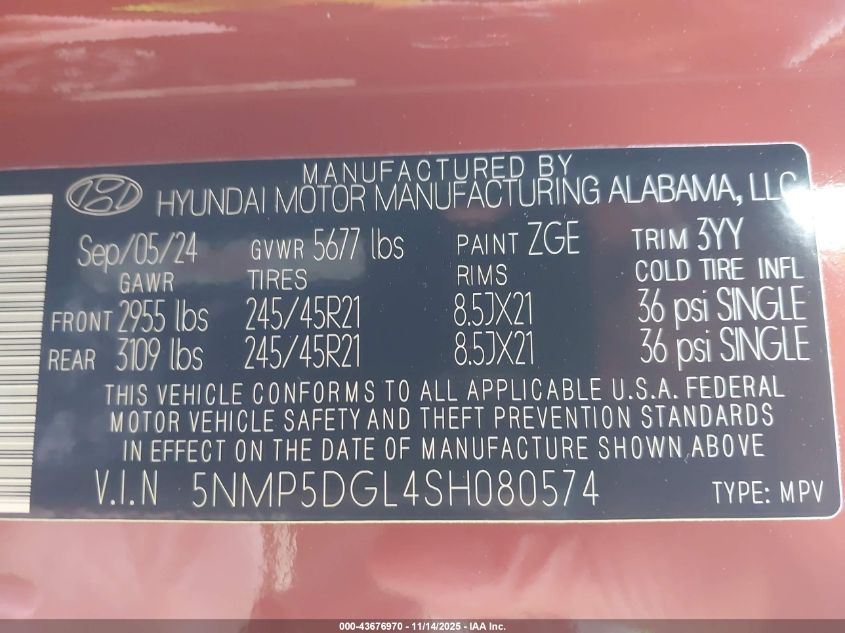 MANUFACTURED BY
HYUNDAI MOTOR MANUFACTURING ALABAMA, LLC
Sep/05/24 GVWR 5677 lbs PAINT ZGE TRIM 3YY
GAWR TIRES RIMS COLD TIRE INFL
FRONT 2955 lbs 245/45R21 8.5JX21 36 psi SINGLE
REAR 3109 lbs 245/45R21 8.5JX21 36 psi SINGLE
THIS VEHICLE CONFORMS TO ALL APPLICABLE U.S.A. FEDERAL
MOTOR VEHICLE SAFETY AND THEFT PREVENTION STANDARDS
IN EFFECT ON THE DATE OF MANUFACTURE SHOWN ABOVE
V.I.N 5NMP5DGL4SH080574 TYPE: MPV
000-43676970 - 11/14/2025 - IAA Inc.